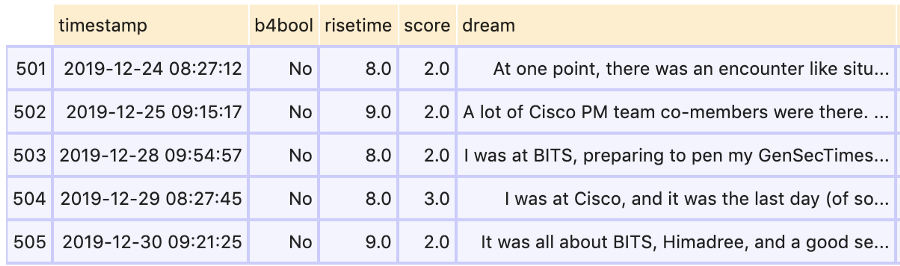 timestamp b4bool risetime score dream
501 2019-12-24 08:27:12 No 8.0 2.0 At one point, there was an encounter like situ...
502 2019-12-25 09:15:17 No 9.0 2.0 A lot of Cisco PM team co-members were there. ...
503 2019-12-28 09:54:57 No 8.0 2.0 I was at BITS, preparing to pen my GenSecTimes...
504 2019-12-29 08:27:45 No 8.0 3.0 I was at Cisco, and it was the last day (of so...
505 2019-12-30 09:21:25 No 9.0 2.0 It was all about BITS, Himadree, and a good se...